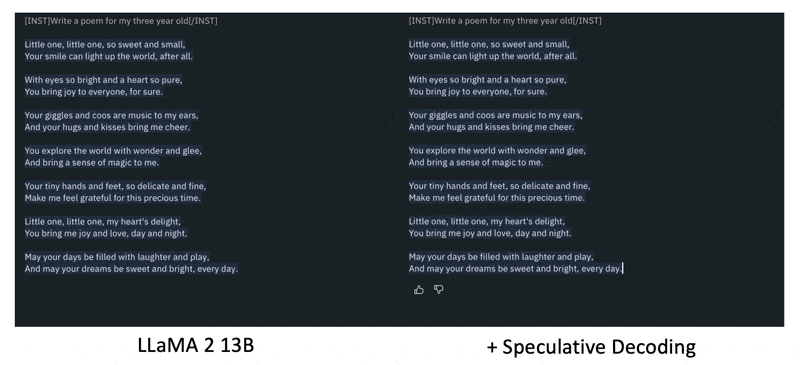 [INST]Write a poem for my three year old[/INST]
Little one, little one, so sweet and small,
Your smile can light up the world, after all.
With eyes so bright and a heart so pure,
You bring joy to everyone, for sure.
Your giggles and coos are music to my ears,
And your hugs and kisses bring me cheer.
You explore the world with wonder and glee,
And bring a sense of magic to me.
Your tiny hands and feet, so delicate and fine,
Make me feel grateful for this precious time.
Little one, little one, my heart's delight,
You bring me joy and love, day and night.
May your days be filled with laughter and play,
And may your dreams be sweet and bright, every day.
LLaMA 2 13B
[INST]Write a poem for my three year old[/INST]
Little one, little one, so sweet and small,
Your smile can light up the world, after all.
With eyes so bright and a heart so pure,
You bring joy to everyone, for sure.
Your giggles and coos are music to my ears,
And your hugs and kisses bring me cheer.
You explore the world with wonder and glee,
And bring a sense of magic to me.
Your tiny hands and feet, so delicate and fine,
Make me feel grateful for this precious time.
Little one, little one, my heart's delight,
You bring me joy and love, day and night.
May your days be filled with laughter and play,
And may your dreams be sweet and bright, every day.
+ Speculative Decoding